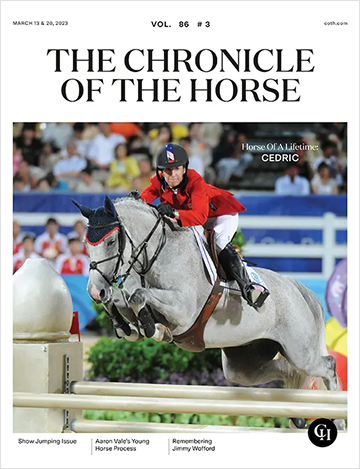 MARCH 13 & 20, 2023
VOL. 86 # 3
coth.com
THE CHRONICLE
OF THE HORSE
Horse Of A Lifetime:
CEDRIC
Show Jumping Issue
Aaron Vale's Young
Horse Process
Remembering
Jimmy Wofford
CH